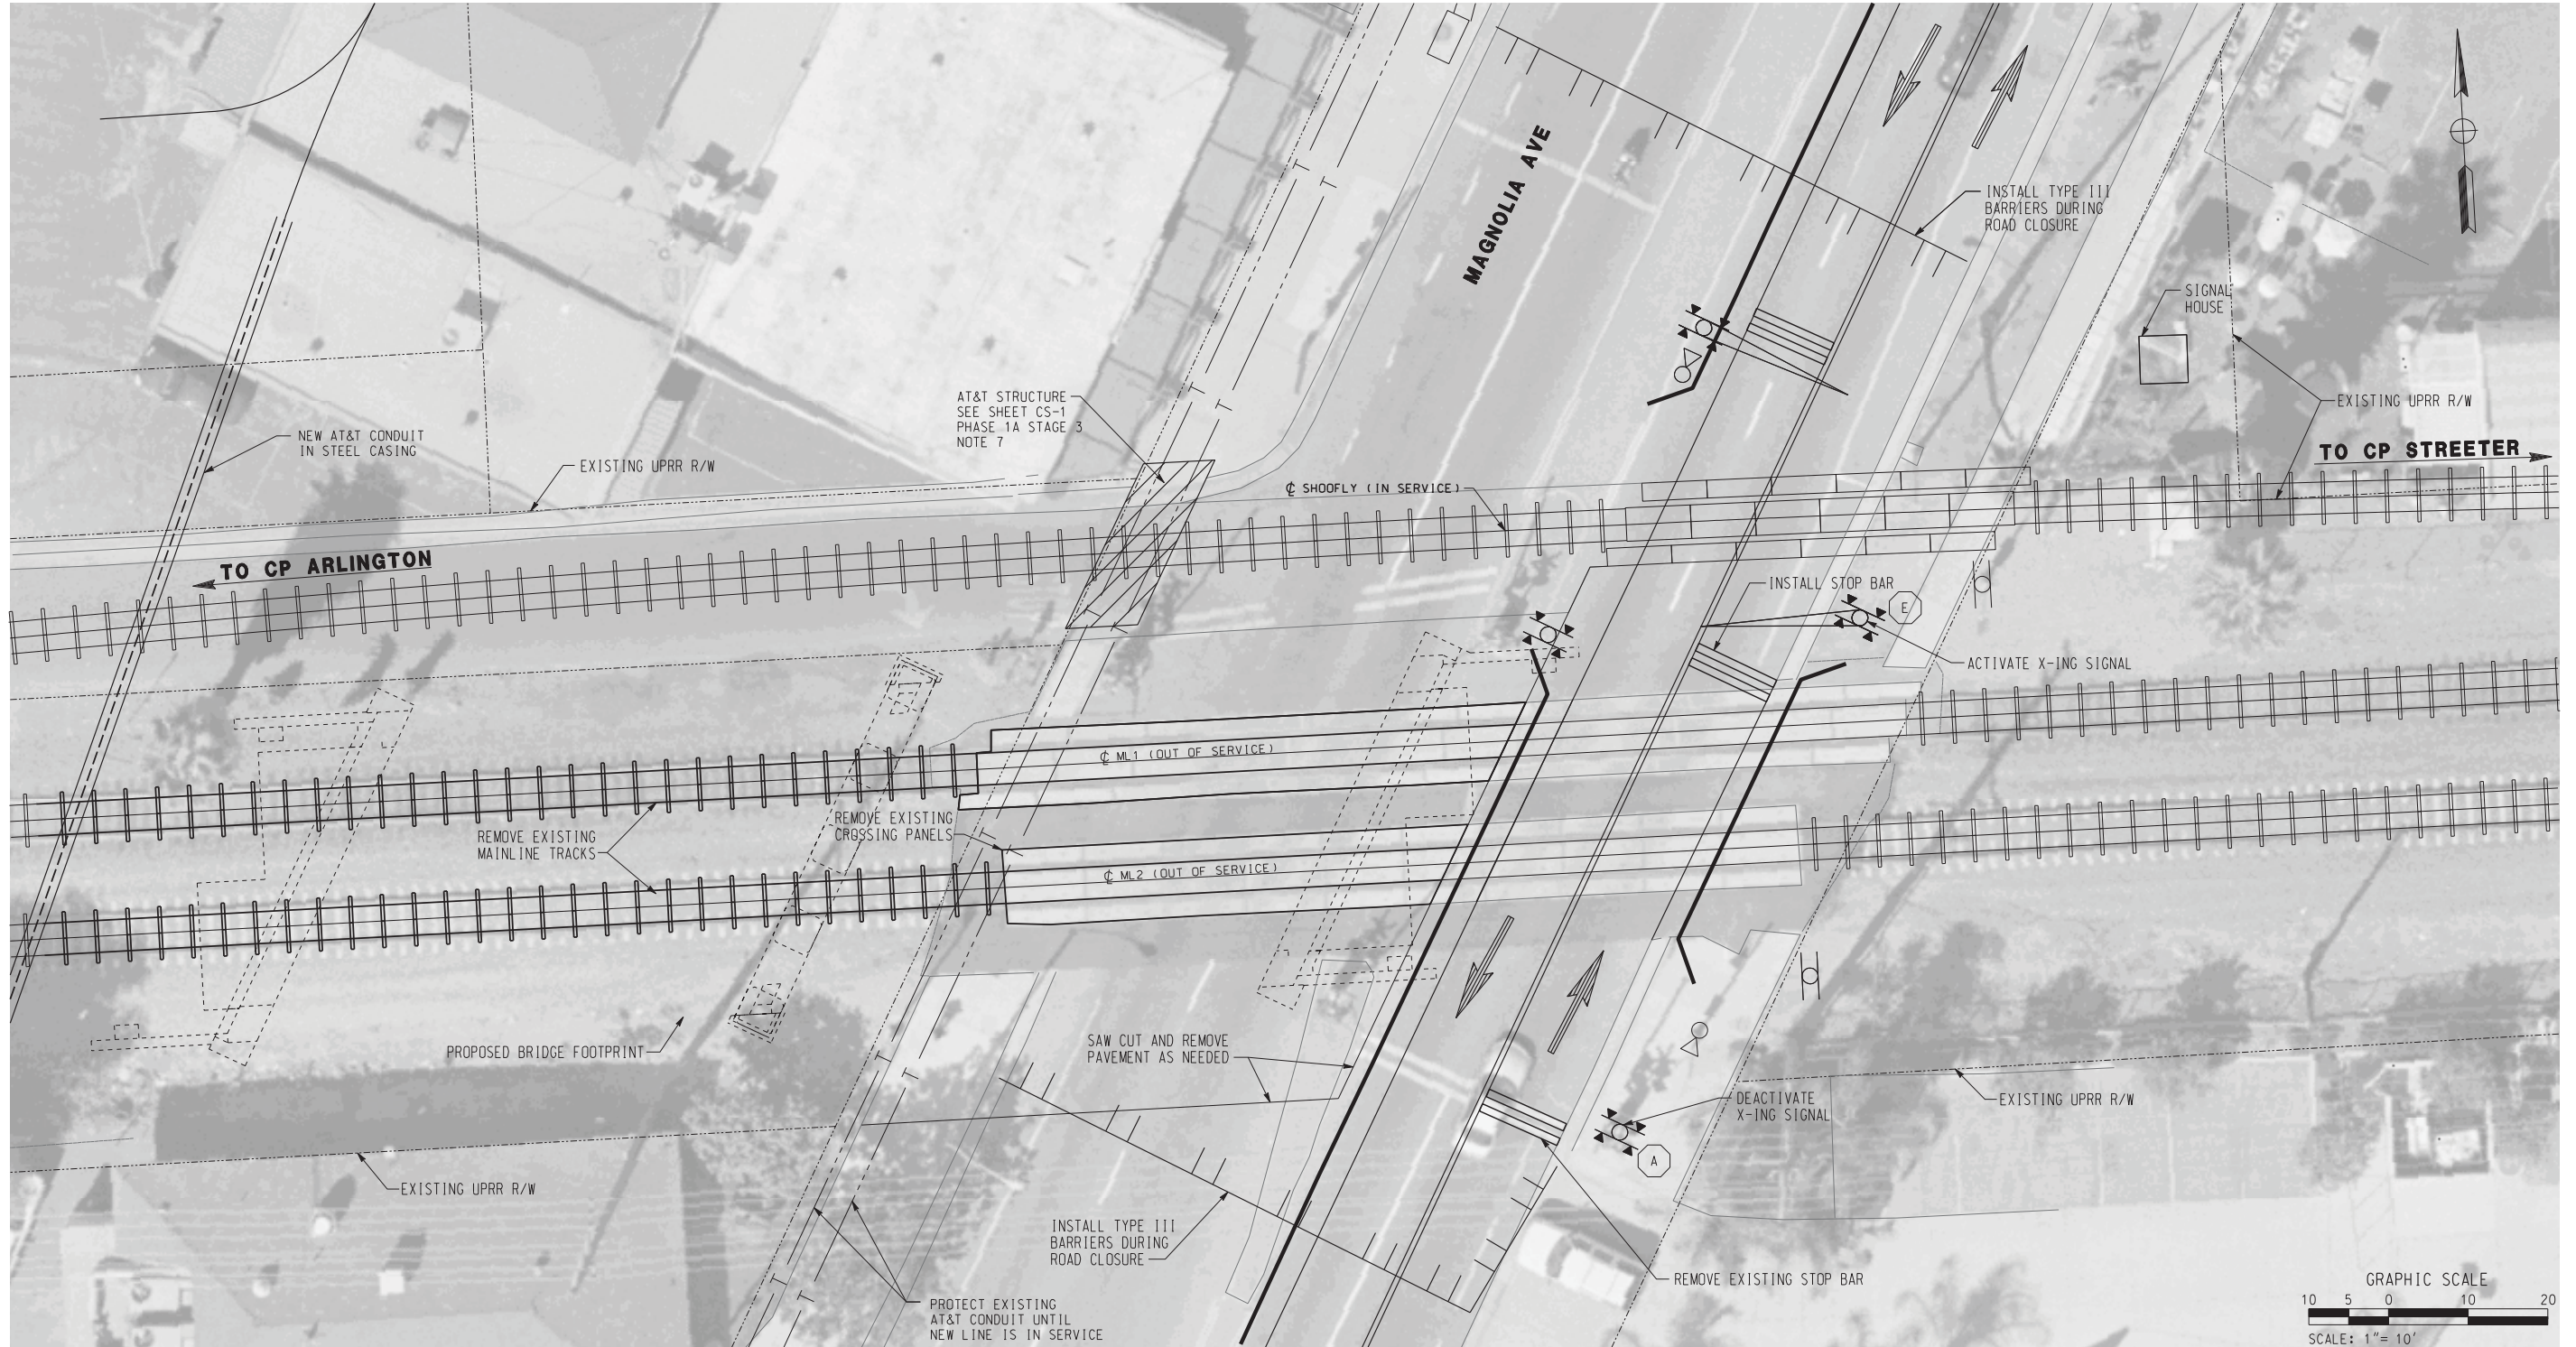 MAGNOLIA AVE
INSTALL TYPE III
BARRIERS DURING
ROAD CLOSURE
SIGNAL
HOUSE
EXISTING UPRR R/W
TO CP STREETER
AT&T STRUCTURE
SEE SHEET CS-1
PHASE 1A STAGE 3
NOTE 7
NEW AT&T CONDUIT
IN STEEL CASING
EXISTING UPRR R/W
℄ SHOOFLY (IN SERVICE)
TO CP ARLINGTON
INSTALL STOP BAR
E
ACTIVATE X-ING SIGNAL
℄ ML1 (OUT OF SERVICE)
REMOVE EXISTING
CROSSING PANELS
REMOVE EXISTING
MAINLINE TRACKS
℄ ML2 (OUT OF SERVICE)
PROPOSED BRIDGE FOOTPRINT
SAW CUT AND REMOVE
PAVEMENT AS NEEDED
DEACTIVATE
X-ING SIGNAL
A
EXISTING UPRR R/W
EXISTING UPRR R/W
INSTALL TYPE III
BARRIERS DURING
ROAD CLOSURE
REMOVE EXISTING STOP BAR
PROTECT EXISTING
AT&T CONDUIT UNTIL
NEW LINE IS IN SERVICE
GRAPHIC SCALE
10 5 0 10 20
SCALE: 1"= 10'